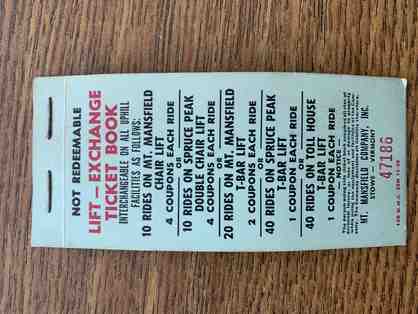 NOT REDEEMABLE
LIFT – EXCHANGE
TICKET BOOK
INTERCHANGEABLE ON ALL UPHILL
FACILITIES AS FOLLOWS:
10 RIDES ON MT. MANSFIELD
CHAIR LIFT
4 COUPONS EACH RIDE
OR
10 RIDES ON SPRUCE PEAK
DOUBLE CHAIR LIFT
4 COUPONS EACH RIDE
OR
20 RIDES ON MT. MANSFIELD
T-BAR LIFT
2 COUPONS EACH RIDE
OR
40 RIDES ON SPRUCE PEAK
T-BAR LIFT
1 COUPON EACH RIDE
OR
40 RIDES ON TOLL HOUSE
T-BAR LIFT
1 COUPON EACH RIDE
– NOTICE –
MT. MANSFIELD COMPANY, INC.
STOWE – VERMONT
47186